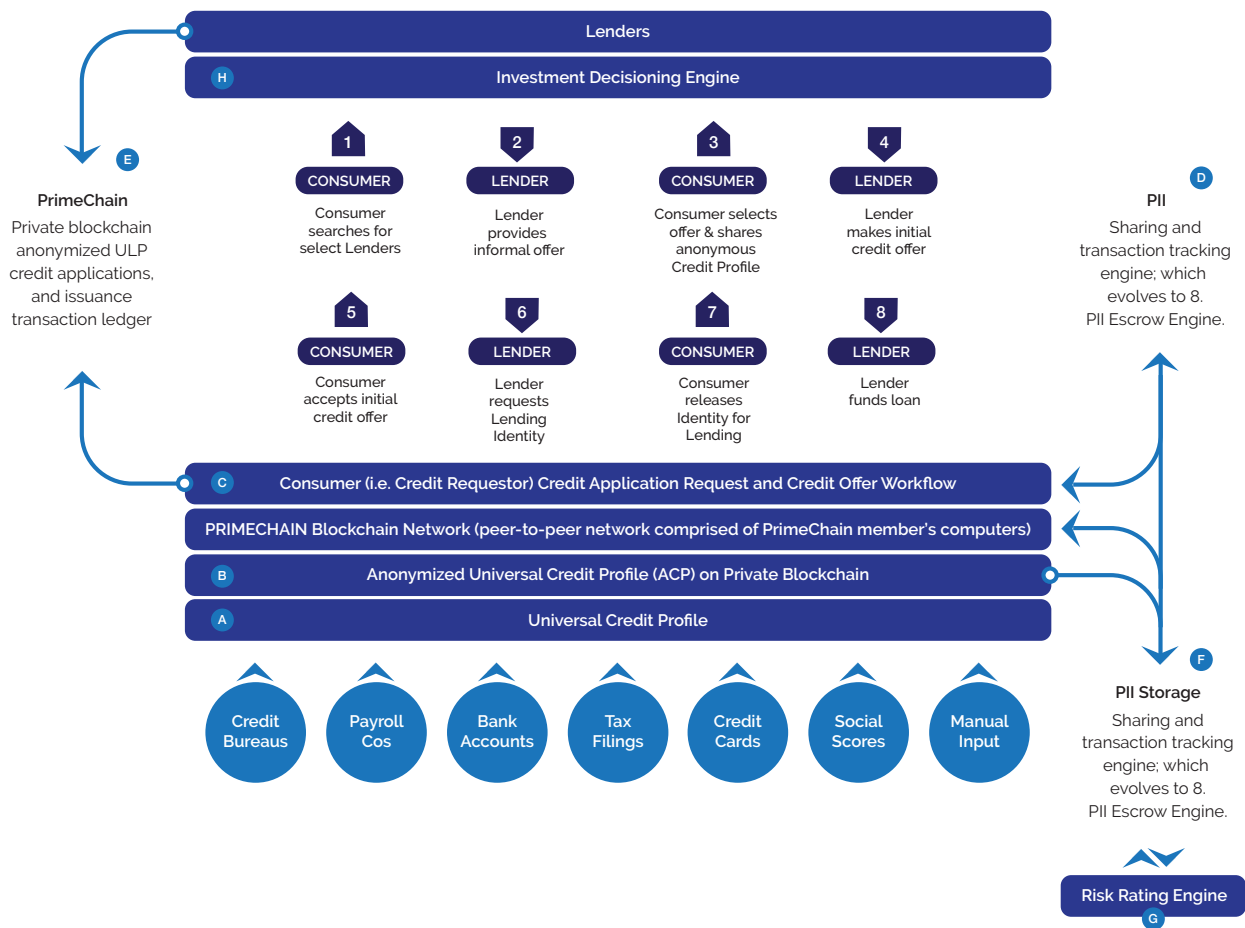 Lenders
H
Investment Decisioning Engine
E
PrimeChain
Private blockchain
anonymized ULP
credit applications,
and issuance
transaction ledger
1
CONSUMER
Consumer
searches for
select Lenders
2
LENDER
Lender
provides
informal offer
3
CONSUMER
Consumer selects
offer & shares
anonymous
Credit Profile
4
LENDER
Lender
makes initial
credit offer
5
CONSUMER
Consumer
accepts initial
credit offer
6
LENDER
Lender
requests
Lending
Identity
7
CONSUMER
Consumer
releases
Identity for
Lending
8
LENDER
Lender
funds loan
D
PII
Sharing and
transaction tracking
engine; which
evolves to 8.
PII Escrow Engine.
C
Consumer (i.e. Credit Requestor) Credit Application Request and Credit Offer Workflow
PRIMECHAIN Blockchain Network (peer-to-peer network comprised of PrimeChain member's computers)
B
Anonymized Universal Credit Profile (ACP) on Private Blockchain
A
Universal Credit Profile
Credit
Bureaus
Payroll
Cos
Bank
Accounts
Tax
Filings
Credit
Cards
Social
Scores
Manual
Input
F
PII Storage
Sharing and
transaction tracking
engine; which
evolves to 8.
PII Escrow Engine.
Risk Rating Engine
G